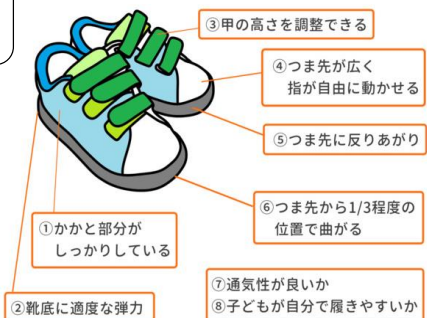 ③甲の高さを調整できる
④つま先が広く
指が自由に動かせる
⑤つま先に反りあがり
⑥つま先から1/3程度の
位置で曲がる
①かかと部分が
しっかりしている
②靴底に適度な弾力
⑦通気性が良いか
⑧子どもが自分で履きやすいか